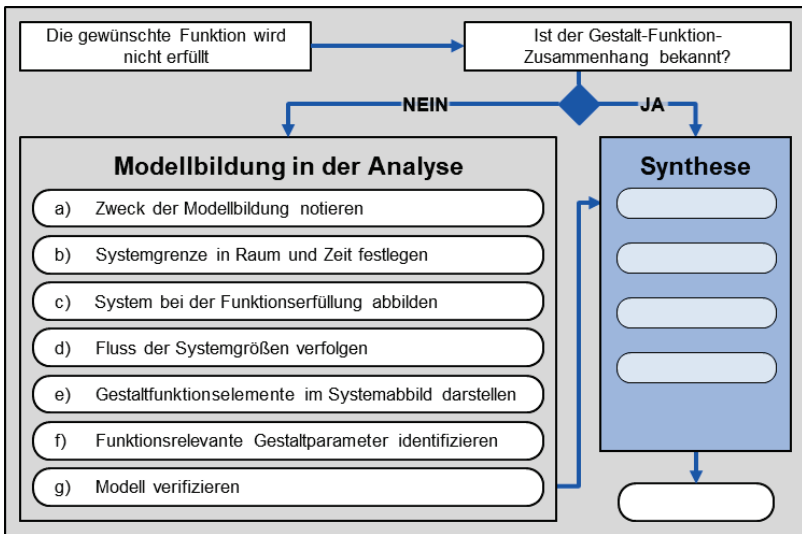 Die gewünschte Funktion wird
nicht erfüllt
Ist der Gestalt-Funktion-
Zusammenhang bekannt?
NEIN
JA
Modellbildung in der Analyse
a) Zweck der Modellbildung notieren
b) Systemgrenze in Raum und Zeit festlegen
c) System bei der Funktionserfüllung abbilden
d) Fluss der Systemgrößen verfolgen
e) Gestaltfunktionselemente im Systemabbild darstellen
f) Funktionsrelevante Gestaltparameter identifizieren
g) Modell verifizieren
Synthese